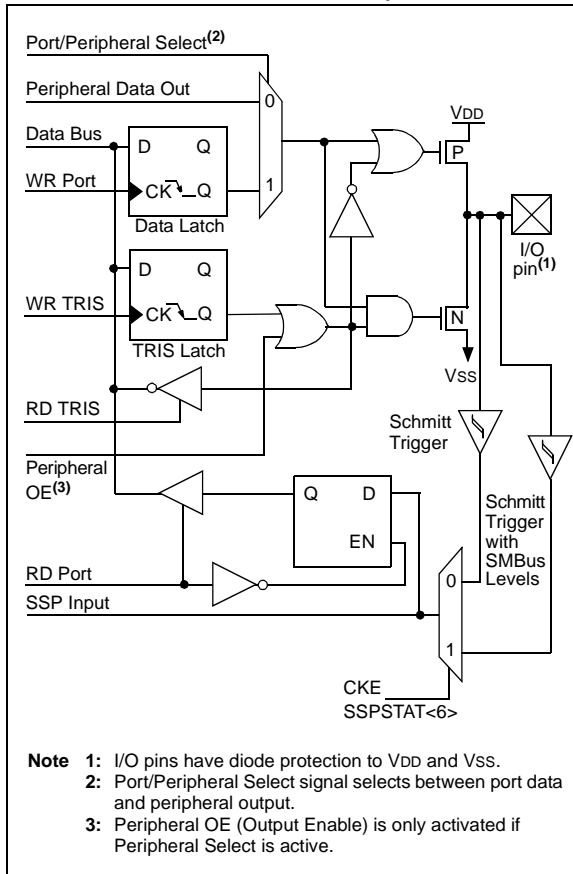 Port/Peripheral Select(2)
Peripheral Data Out
0
Data Bus
D Q
WR Port
CK Q
1
Data Latch
VDD
P
I/O
pin(1)
D Q
WR TRIS
CK Q
TRIS Latch
N
VSS
RD TRIS
Schmitt
Trigger
Peripheral
OE(3)
Q D
EN
Schmitt
Trigger
with
SMBus
Levels
RD Port
SSP Input
0
1
CKE
SSPSTAT<6>
Note 1: I/O pins have diode protection to VDD and VSS.
2: Port/Peripheral Select signal selects between port data
and peripheral output.
3: Peripheral OE (Output Enable) is only activated if
Peripheral Select is active.